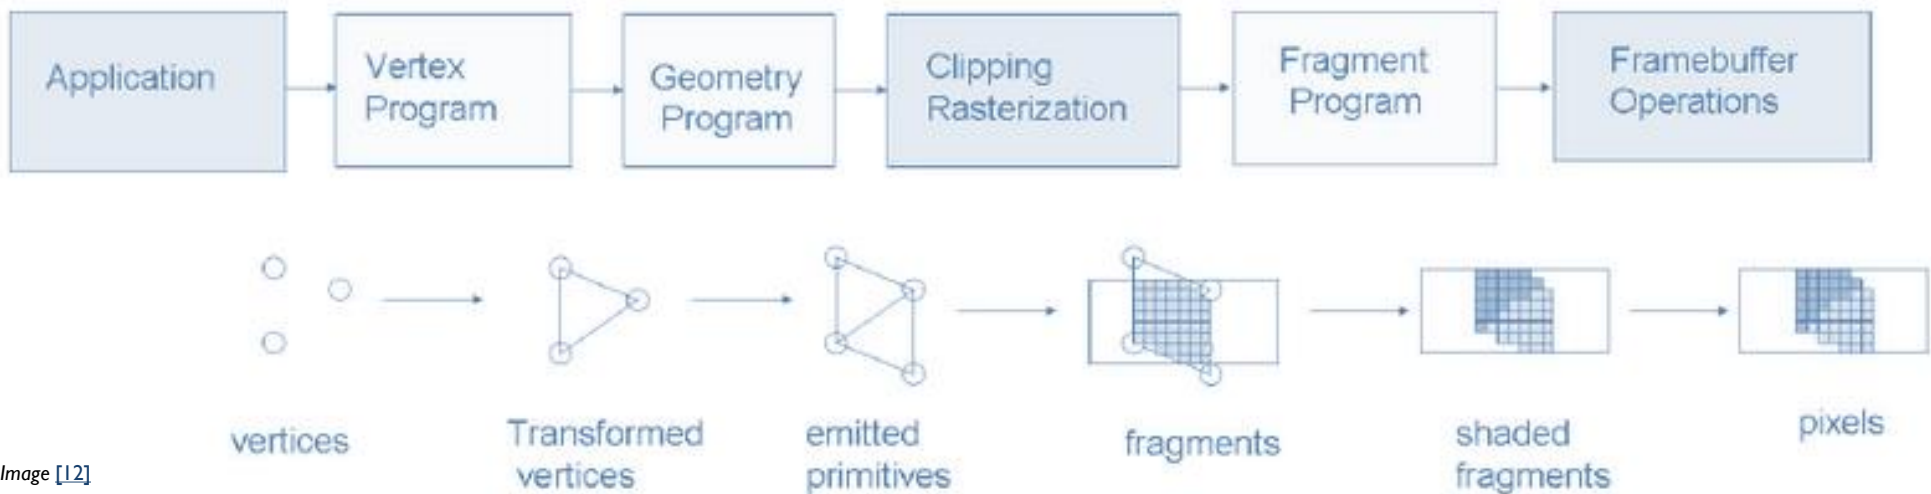 Application
Vertex
Program
Geometry
Program
Clipping
Rasterization
Fragment
Program
Framebuffer
Operations
vertices
Transformed
vertices
emitted
primitives
fragments
shaded
fragments
pixels
Image [12]